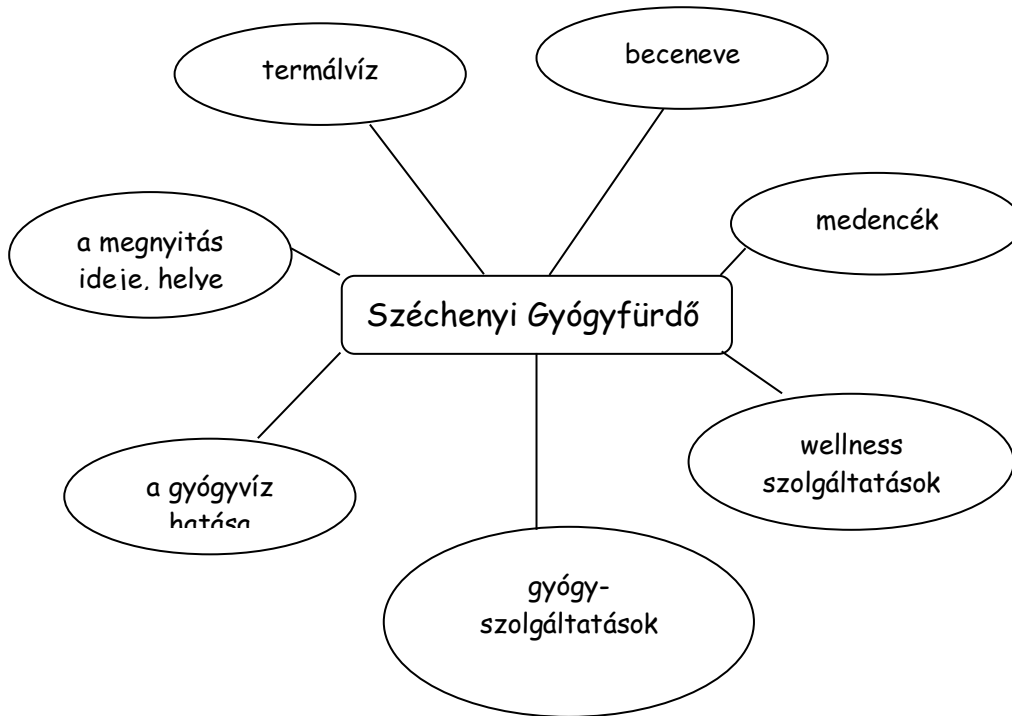 termálvíz
beceneve
a megnyitás
ideje, helye
medencék
Széchenyi Gyógyfürdő
wellness
szolgáltatások
a gyógyvíz
hatása
gyógy-
szolgáltatások